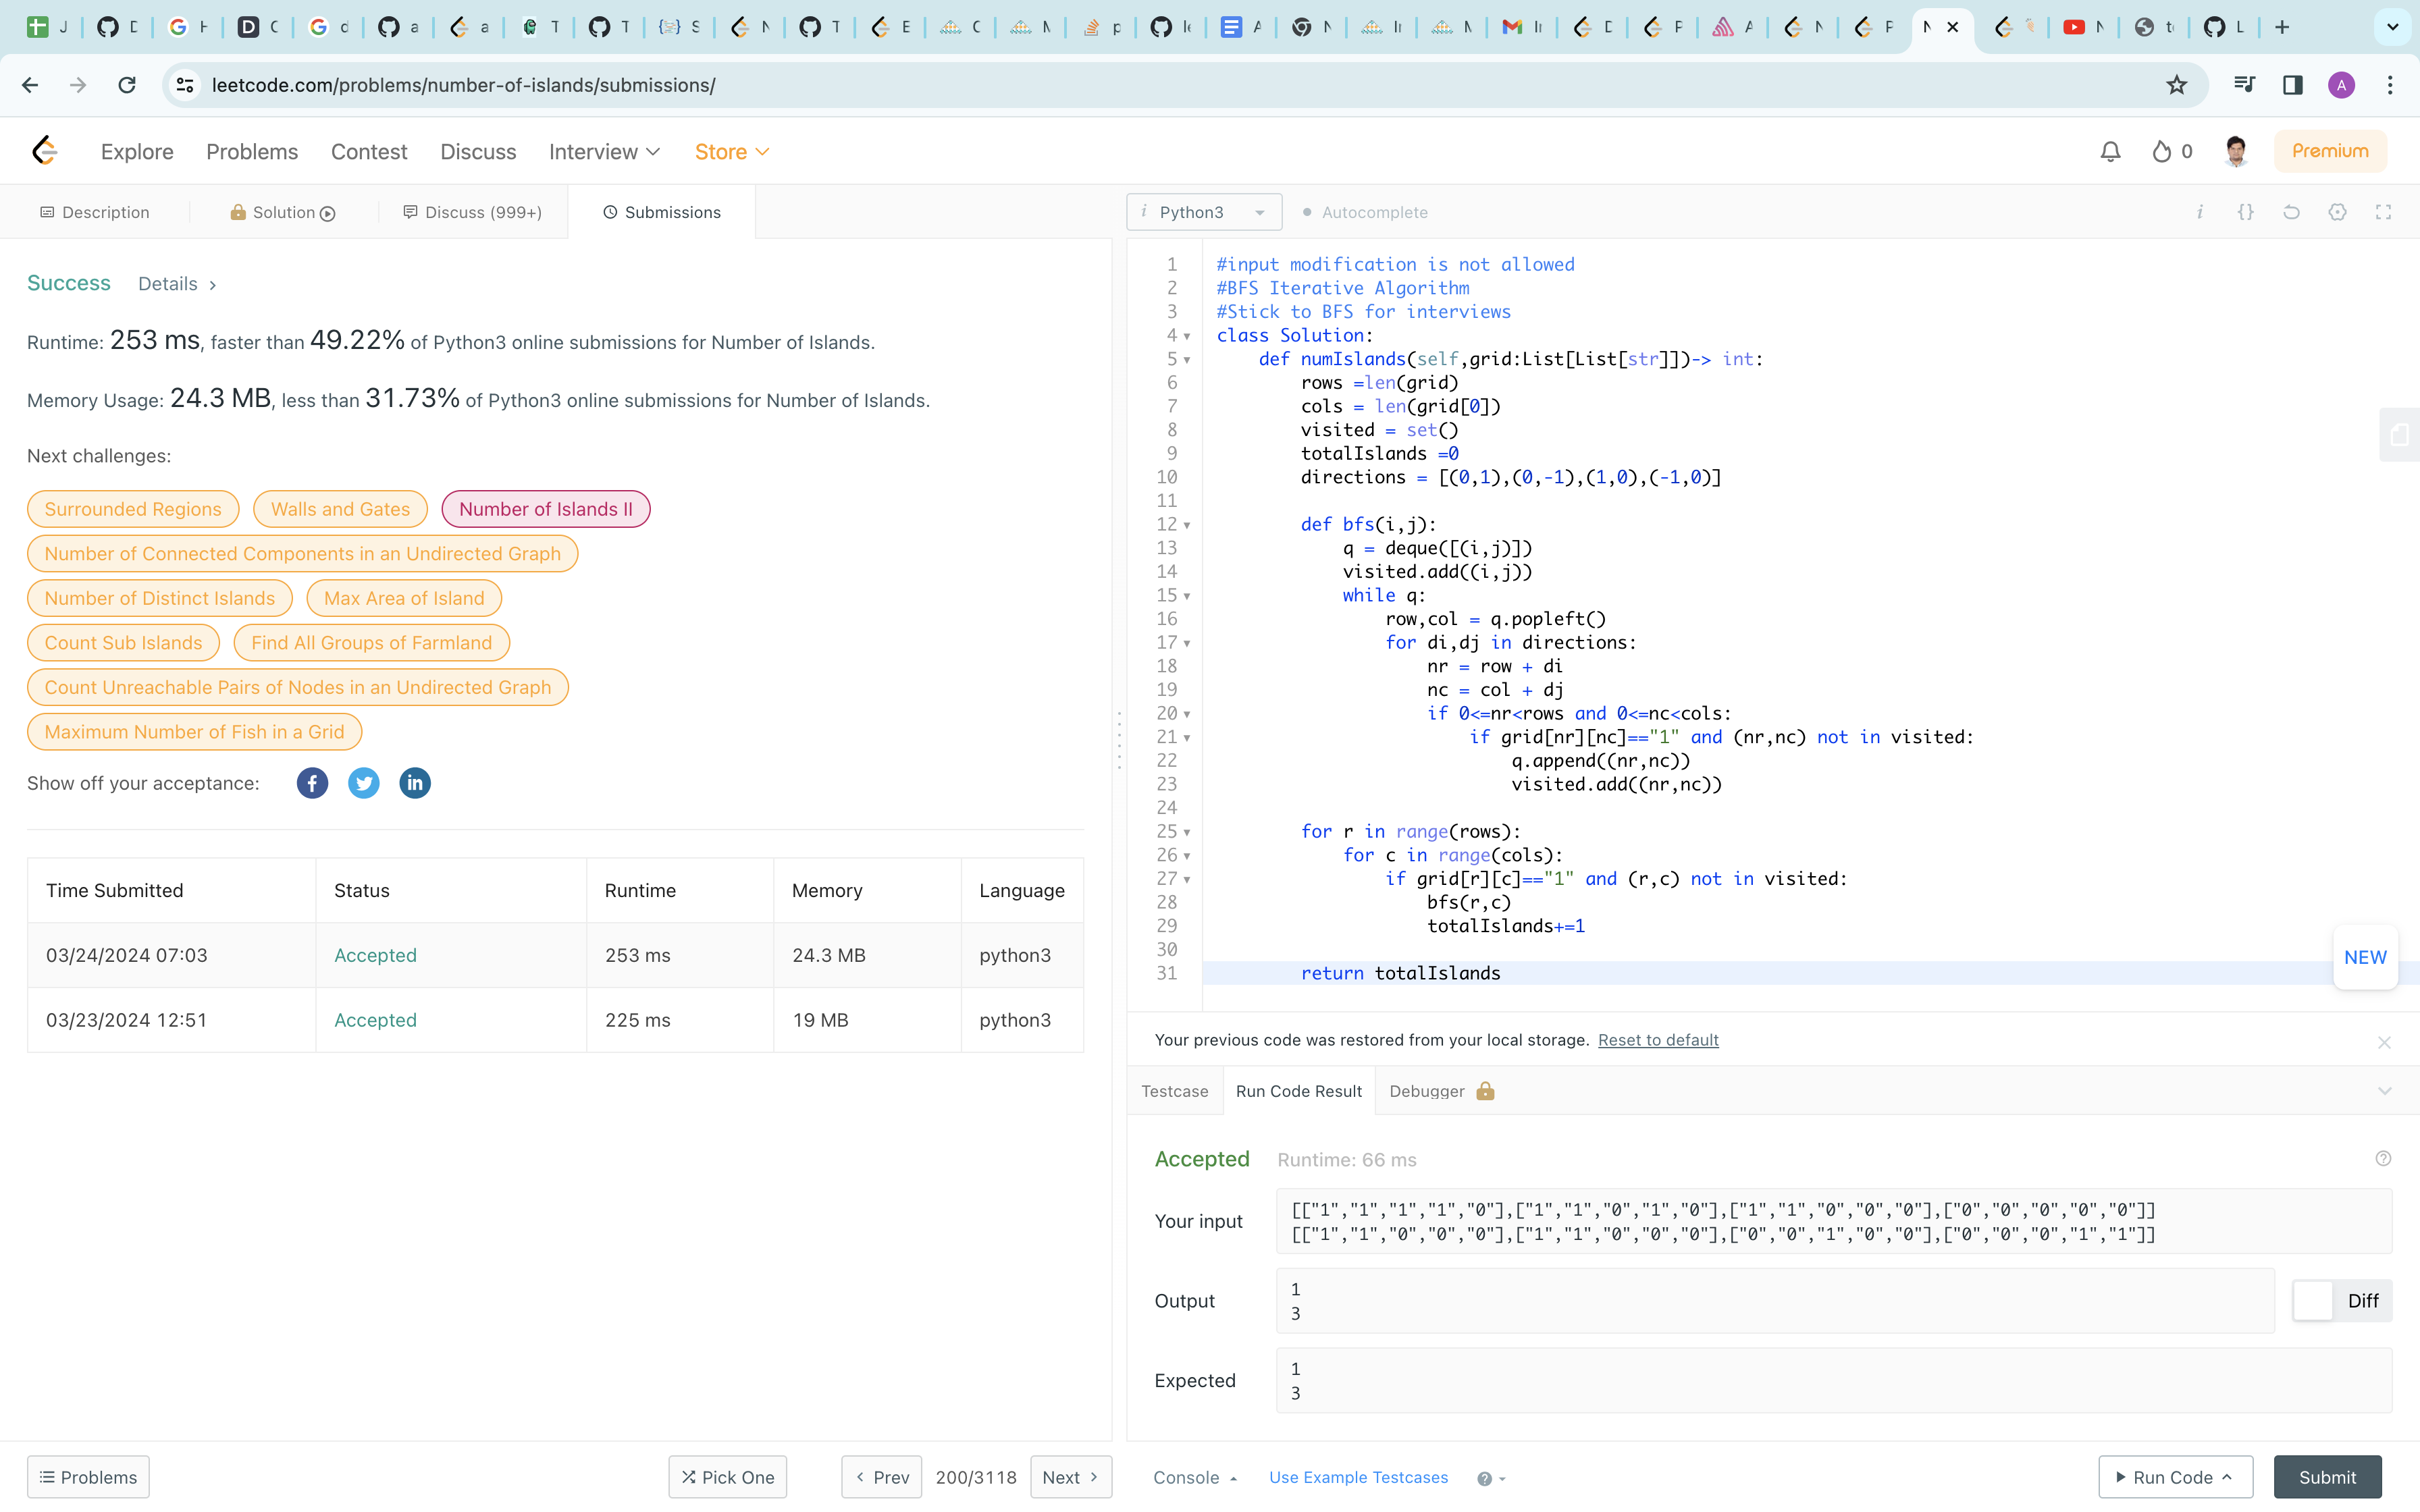 leetcode.com/problems/number-of-islands/submissions/
Explore Problems Contest Discuss Interview Store 0 Premium
Description Solution Discuss (999+) Submissions
Success Details
Runtime: 253 ms, faster than 49.22% of Python3 online submissions for Number of Islands.
Memory Usage: 24.3 MB, less than 31.73% of Python3 online submissions for Number of Islands.
Next challenges:
Surrounded Regions Walls and Gates Number of Islands II
Number of Connected Components in an Undirected Graph
Number of Distinct Islands Max Area of Island
Count Sub Islands Find All Groups of Farmland
Count Unreachable Pairs of Nodes in an Undirected Graph
Maximum Number of Fish in a Grid
Show off your acceptance:
Time Submitted Status Runtime Memory Language
03/24/2024 07:03 Accepted 253 ms 24.3 MB python3
03/23/2024 12:51 Accepted 225 ms 19 MB python3
Problems Pick One Prev 200/3118 Next
i Python3 Autocomplete
1 #input modification is not allowed
2 #BFS Iterative Algorithm
3 #Stick to BFS for interviews
4 class Solution:
5 def numIslands(self,grid:List[List[str]])-> int:
6 rows =len(grid)
7 cols = len(grid[0])
8 visited = set()
9 totalIslands =0
10 directions = [(0,1),(0,-1),(1,0),(-1,0)]
11
12 def bfs(i,j):
13 q = deque([(i,j)])
14 visited.add((i,j))
15 while q:
16 row,col = q.popleft()
17 for di,dj in directions:
18 nr = row + di
19 nc = col + dj
20 if 0<=nr<rows and 0<=nc<cols:
21 if grid[nr][nc]=="1" and (nr,nc) not in visited:
22 q.append((nr,nc))
23 visited.add((nr,nc))
24
25 for r in range(rows):
26 for c in range(cols):
27 if grid[r][c]=="1" and (r,c) not in visited:
28 bfs(r,c)
29 totalIslands+=1
30
31 return totalIslands
NEW
Your previous code was restored from your local storage. Reset to default
Testcase Run Code Result Debugger
Accepted Runtime: 66 ms
Your input
[["1","1","1","1","0"],["1","1","0","1","0"],["1","1","0","0","0"],["0","0","0","0","0"]]
[["1","1","0","0","0"],["1","1","0","0","0"],["0","0","1","0","0"],["0","0","0","1","1"]]
Output
1
3
Diff
Expected
1
3
Console Use Example Testcases Run Code Submit